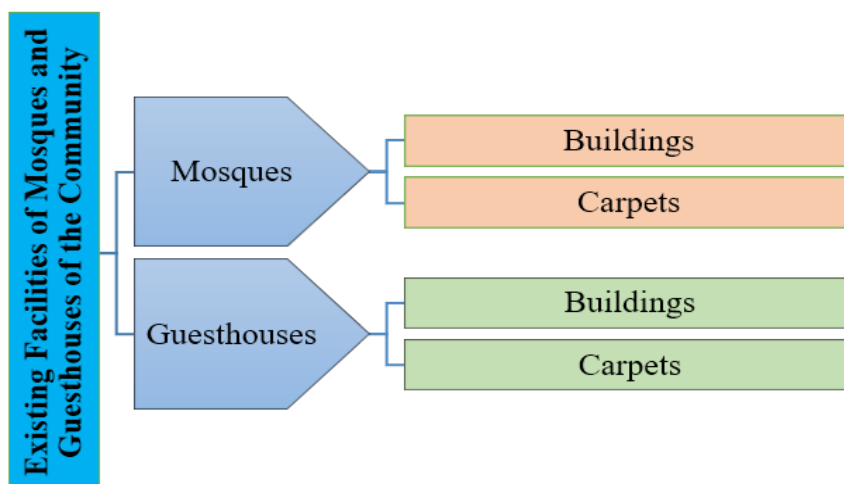 Existing Facilities of Mosques and
Guesthouses of the Community
Mosques
Buildings
Carpets
Guesthouses
Buildings
Carpets